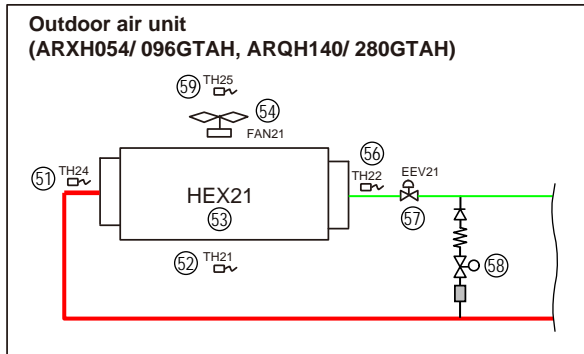 Outdoor air unit
(ARXH054/ 096GTAH, ARQH140/ 280GTAH)
59 TH25
54
FAN21
51 TH24
56
TH22
EEV21
HEX21
53
57
52 TH21
58